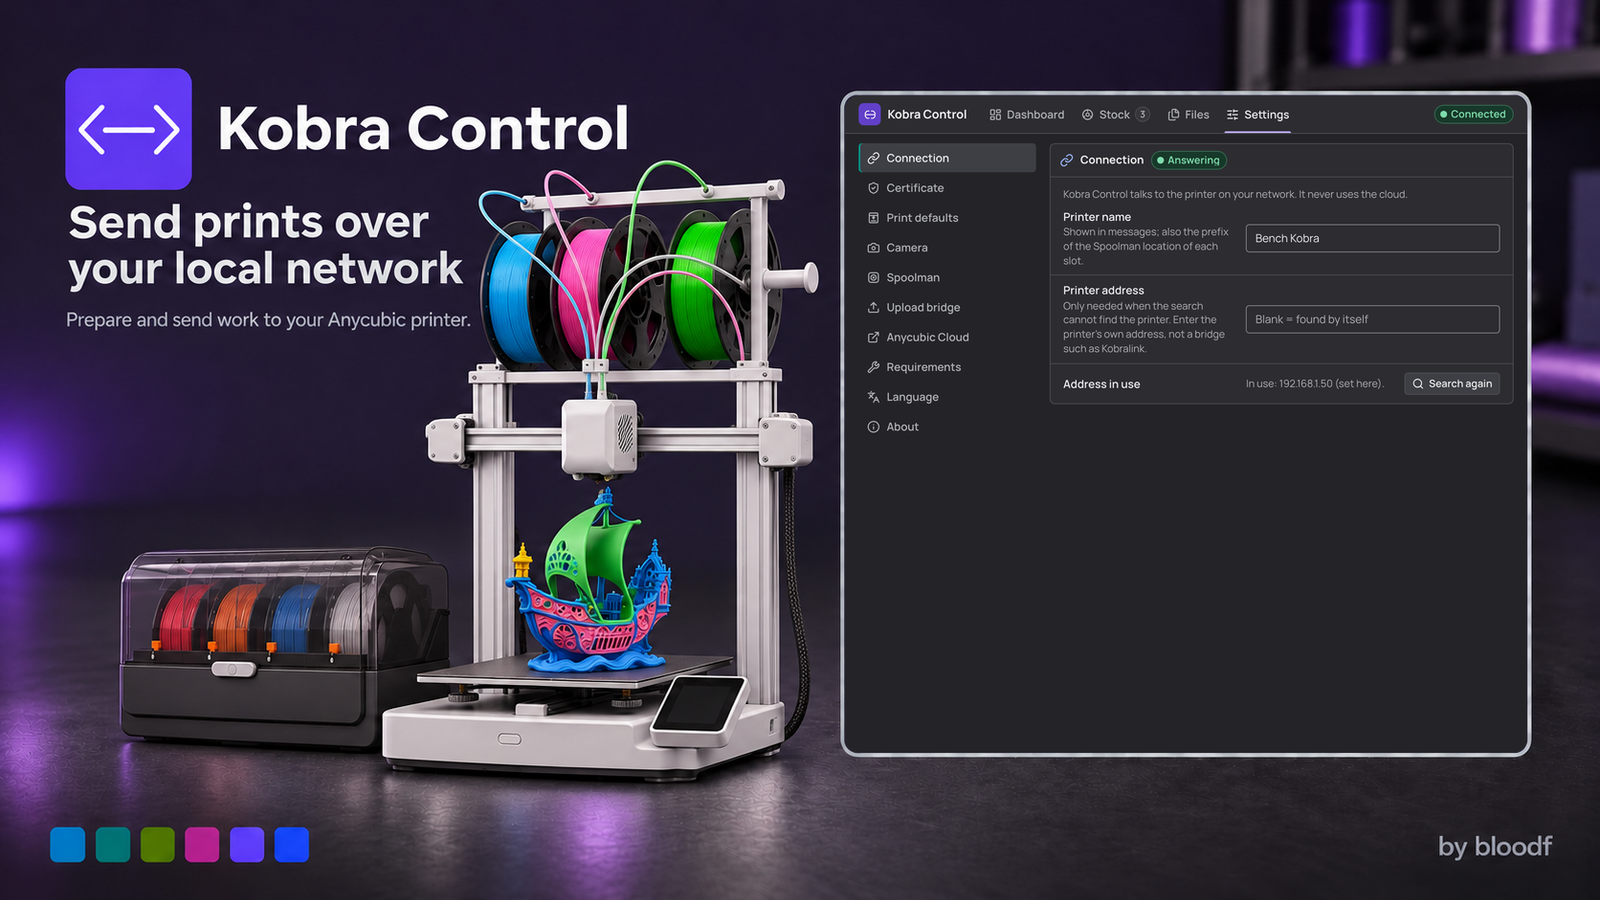 Kobra Control
Send prints over
your local network
Prepare and send work to your Anycubic printer.
Kobra Control
Dashboard
Stock 3
Files
Settings
Connected
Connection
Certificate
Print defaults
Camera
Spoolman
Upload bridge
Anycubic Cloud
Requirements
Language
About
Connection
Answering
Kobra Control talks to the printer on your network. It never uses the cloud.
Printer name
Shown in messages; also the prefix
of the Spoolman location of each
slot.
Bench Kobra
Printer address
Only needed when the search
cannot find the printer. Enter the
printer's own address, not a bridge
such as Kobralink.
Blank = found by itself
Address in use
In use: 192.168.1.50 (set here).
Search again
by bloodf